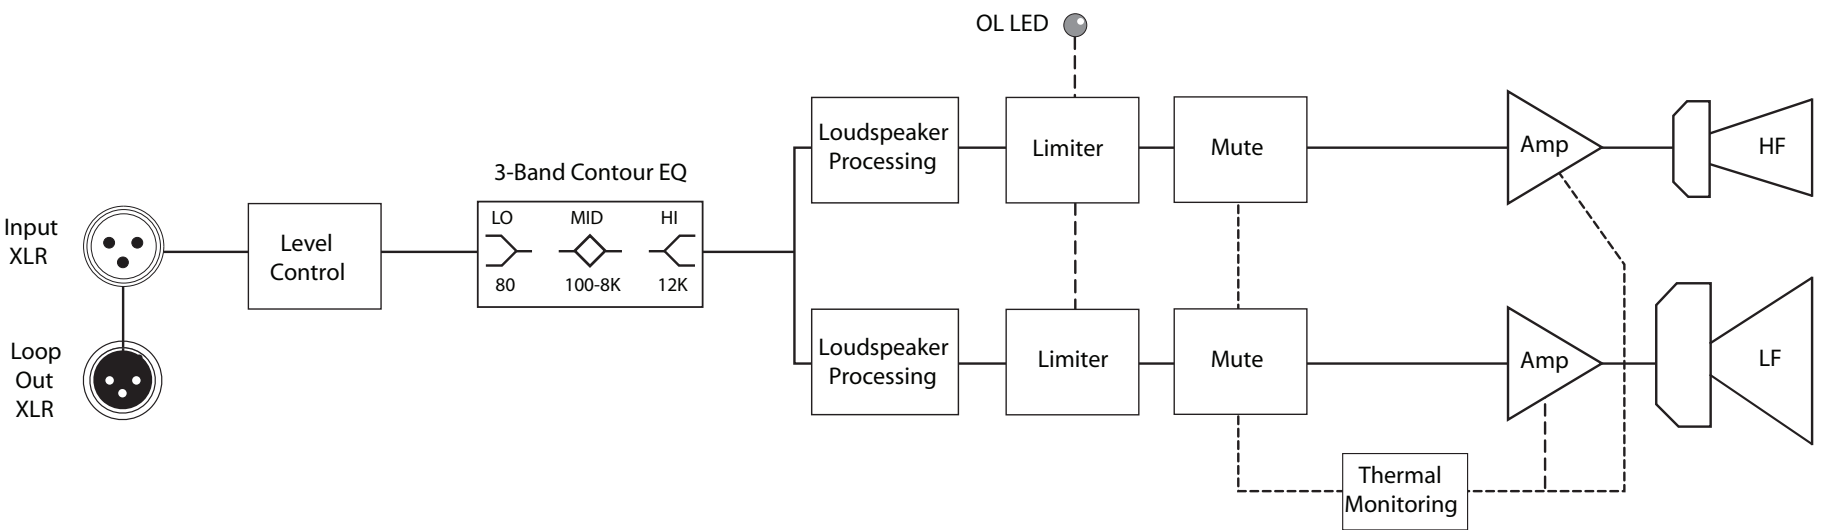 OL LED
Loudspeaker
Processing
Limiter
Mute
Amp
HF
3-Band Contour EQ
LO MID HI
80 100-8K 12K
Input
XLR
Level
Control
Loop
Out
XLR
Loudspeaker
Processing
Limiter
Mute
Amp
LF
Thermal
Monitoring